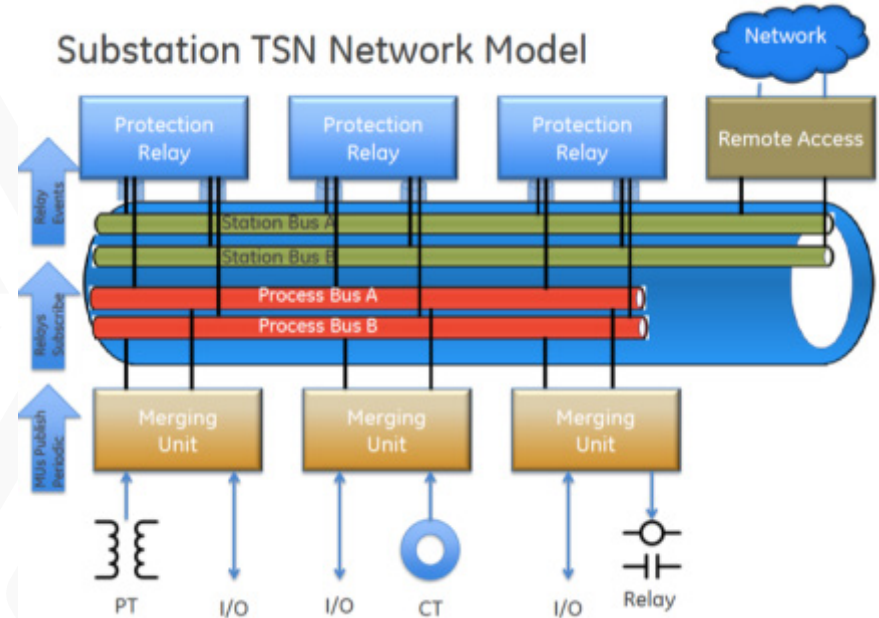 Substation TSN Network Model
Network
Protection
Relay
Protection
Relay
Protection
Relay
Remote Access
Relay
Events
Station Bus A
Station Bus B
Relays
Subscribe
Process Bus A
Process Bus B
MUs Publish
Periodic
Merging
Unit
Merging
Unit
Merging
Unit
PT
I/O
I/O
CT
I/O
Relay